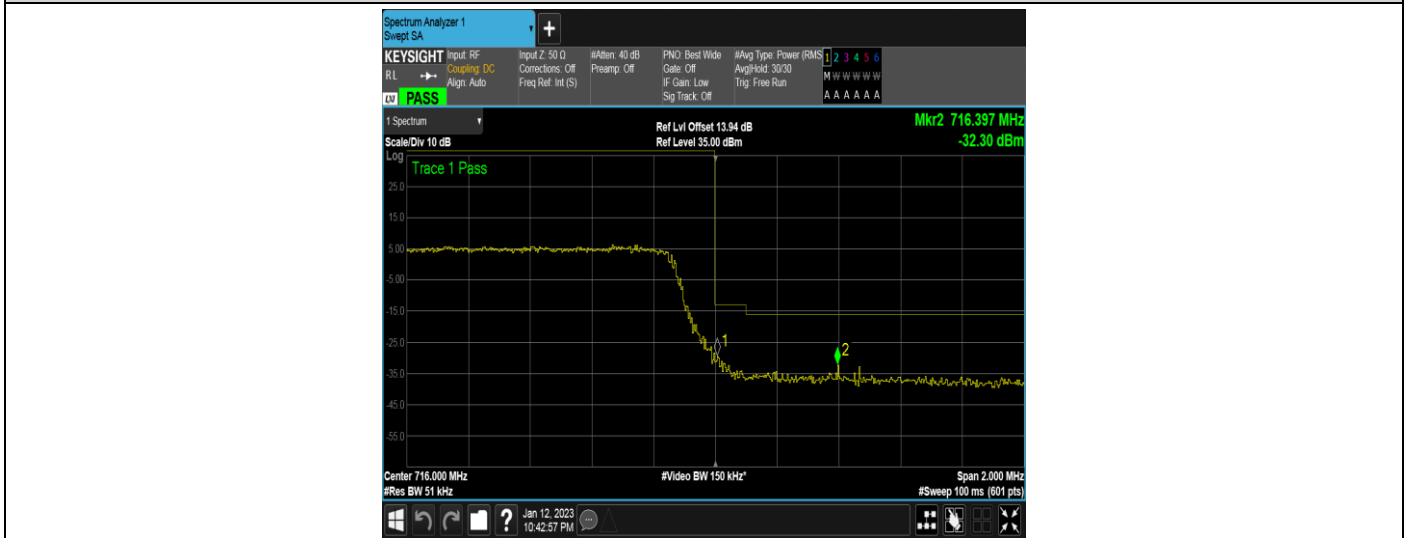 Spectrum Analyzer 1
Swept SA
+
KEYSIGHT Input: RF Input Z: 50 Ω #Atten: 40 dB PNO: Best Wide #Avg Type: Power (RMS 1 2 3 4 5 6
RL Coupling: DC Corrections: Off Preamp: Off Gate: Off Avg|Hold: 30/30 M W W W W W
Align: Auto Freq Ref: Int (S) IF Gain: Low Trig: Free Run
LXI PASS Sig Track: Off A A A A A A
1 Spectrum Ref Lvl Offset 13.94 dB Mkr2 716.397 MHz
Scale/Div 10 dB Ref Level 35.00 dBm -32.30 dBm
Log
Trace 1 Pass
25.0
15.0
5.00
-5.00
-15.0
-25.0
1
2
-35.0
-45.0
-55.0
Center 716.000 MHz #Video BW 150 kHz* Span 2.000 MHz
#Res BW 51 kHz #Sweep 100 ms (601 pts)
? Jan 12, 2023
10:42:57 PM